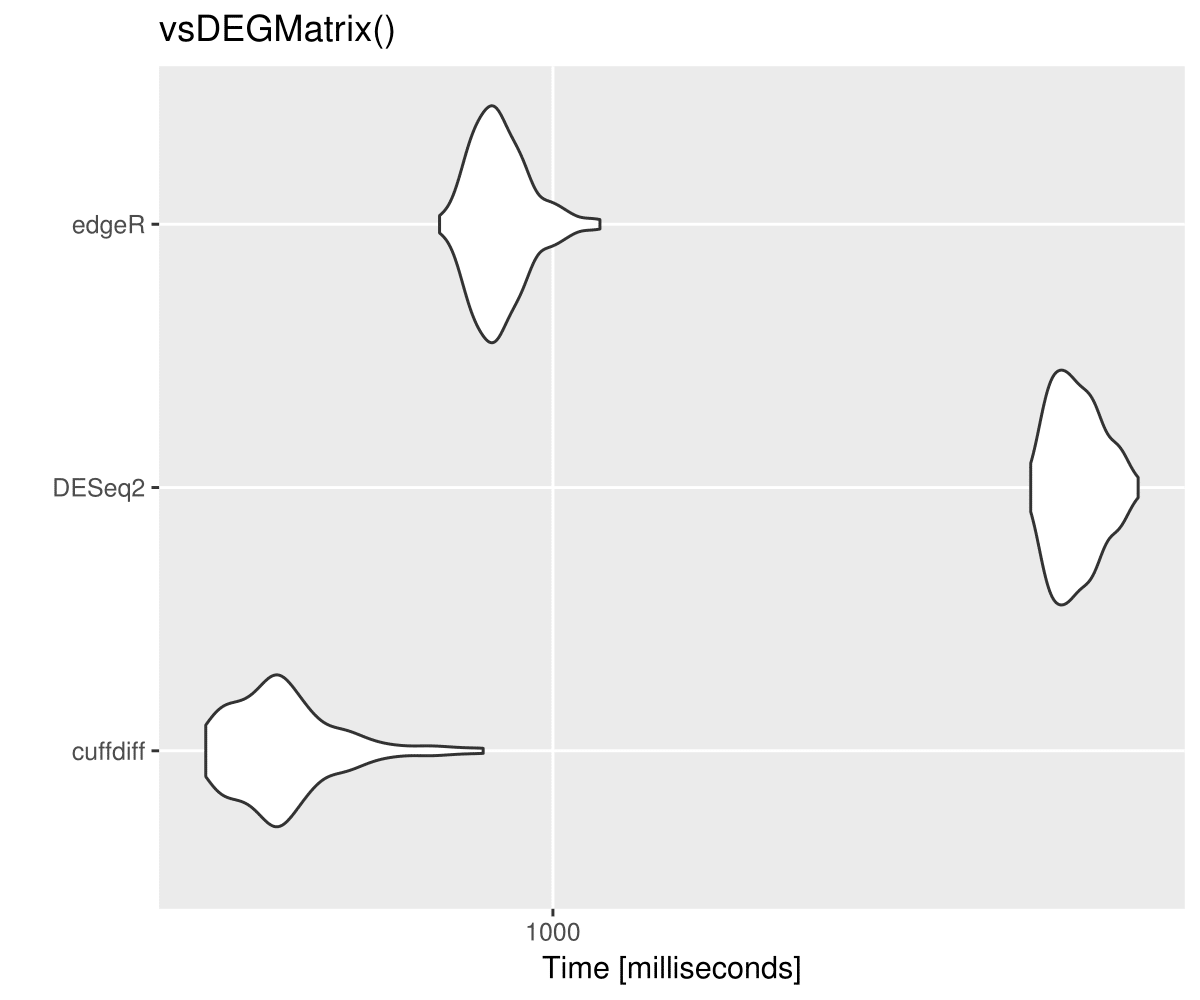 vsDEGMatrix()
edgeR
DESeq2
cuffdiff
1000
Time [milliseconds]